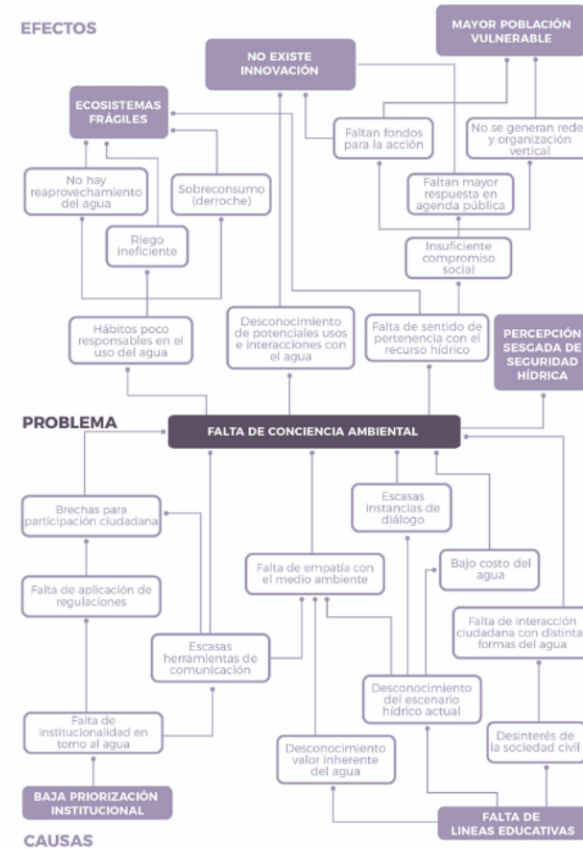 EFECTOS
MAYOR POBLACIÓN
VULNERABLE
NO EXISTE
INNOVACIÓN
ECOSISTEMAS
FRÁGILES
Faltan fondos
para la acción
No se generan rede
y organización
vertical
No hay
reaprovechamiento
del agua
Sobreconsumo
(derroche)
Faltan mayor
respuesta en
agenda pública
Riego
ineficiente
Insuficiente
compromiso
social
Hábitos poco
responsables en el
uso del agua
Desconocimiento
de potenciales usos
e interacciones con
el agua
Falta de sentido de
pertenencia con el
recurso hídrico
PERCEPCIÓN
SESGADA DE
SEGURIDAD
HÍDRICA
PROBLEMA
FALTA DE CONCIENCIA AMBIENTAL
Brechas para
participación ciudadana
Escasas
instancias de
diálogo
Falta de empatía con
el medio ambiente
Bajo costo del
agua
Falta de aplicación de
regulaciones
Falta de interacción
ciudadana con distinta
formas del agua
Escasas
herramientas de
comunicación
Desconocimiento
del escenario
hídrico actual
Falta de
institucionalidad en
torno al agua
Desconocimiento
valor inherente
del agua
Desinterés de
la sociedad civil
BAJA PRIORIZACIÓN
INSTITUCIONAL
FALTA DE
LINEAS EDUCATIVAS
CAUSAS